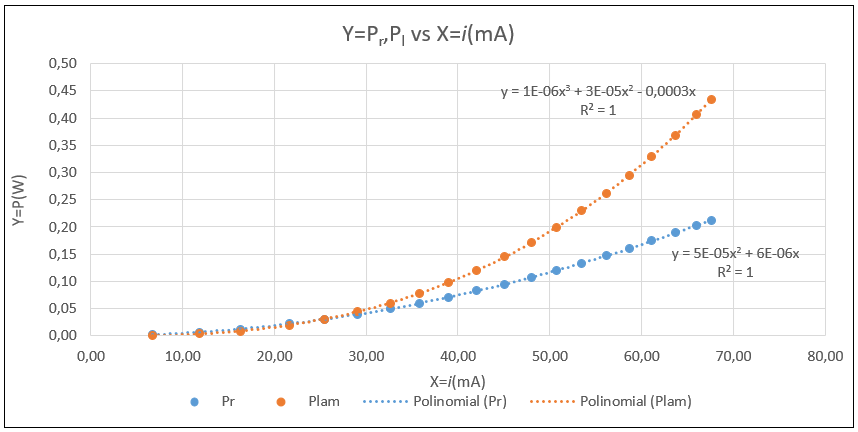 Y=Pr,Pl vs X=i(mA)
0,50
0,45
0,40
0,35
0,30
0,25
0,20
0,15
0,10
0,05
0,00
Y=P(W)
y = 1E-06x³ + 3E-05x² - 0,0003x
R² = 1
y = 5E-05x² + 6E-06x
R² = 1
0,00 10,00 20,00 30,00 40,00 50,00 60,00 70,00 80,00
X=i(mA)
Pr Plam Polinomial (Pr) Polinomial (Plam)